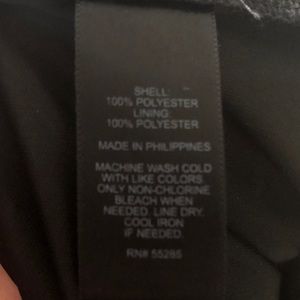 SHELL:
100% POLYESTER
LINING:
100% POLYESTER
MADE IN PHILIPPINES
MACHINE WASH COLD
WITH LIKE COLORS.
ONLY NON-CHLORINE
BLEACH WHEN
NEEDED. LINE DRY.
COOL IRON
IF NEEDED.
RN# 55285